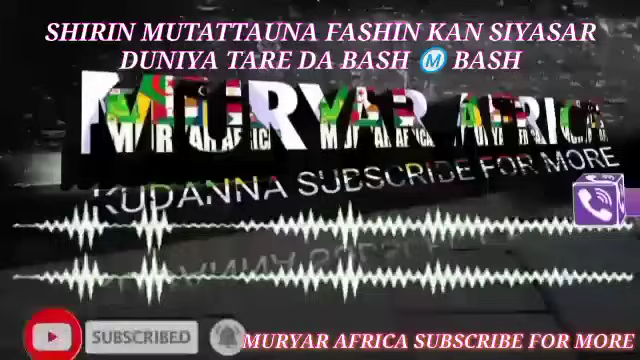 SHIRIN MUTATTAUNA FASHIN KAN SIYASAR
DUNIYA TARE DA BASH M BASH
MURYAR AFRICA
KUDANNA SUBSCRIBE FOR MORE
SUBSCRIBED
MURYAR AFRICA SUBSCRIBE FOR MORE